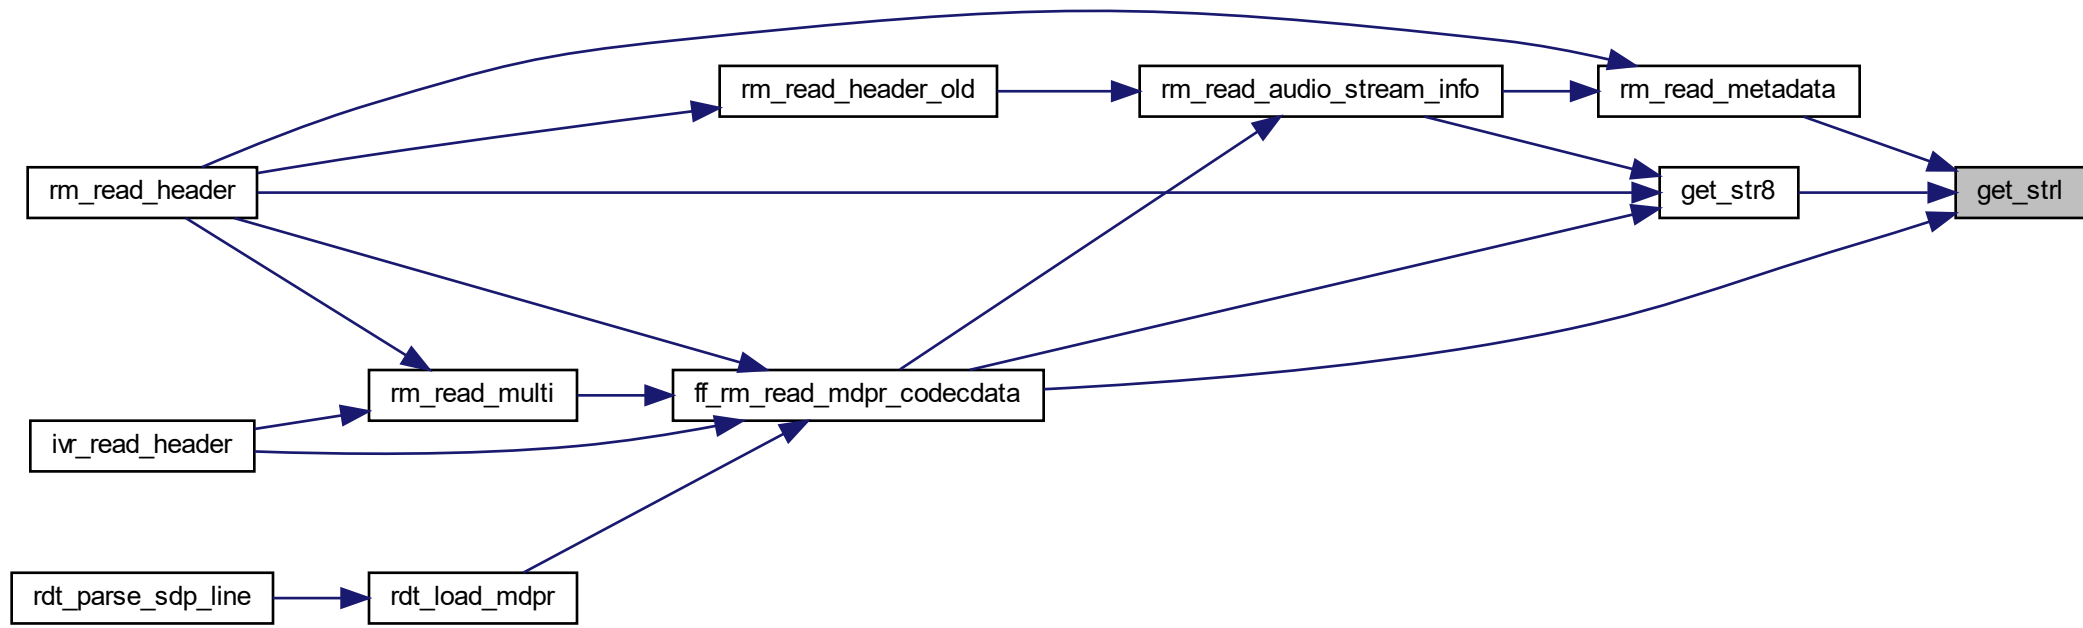 rm_read_header_old
rm_read_audio_stream_info
rm_read_metadata
rm_read_header
get_str8
get_strl
rm_read_multi
ff_rm_read_mdpr_codecdata
ivr_read_header
rdt_parse_sdp_line
rdt_load_mdpr